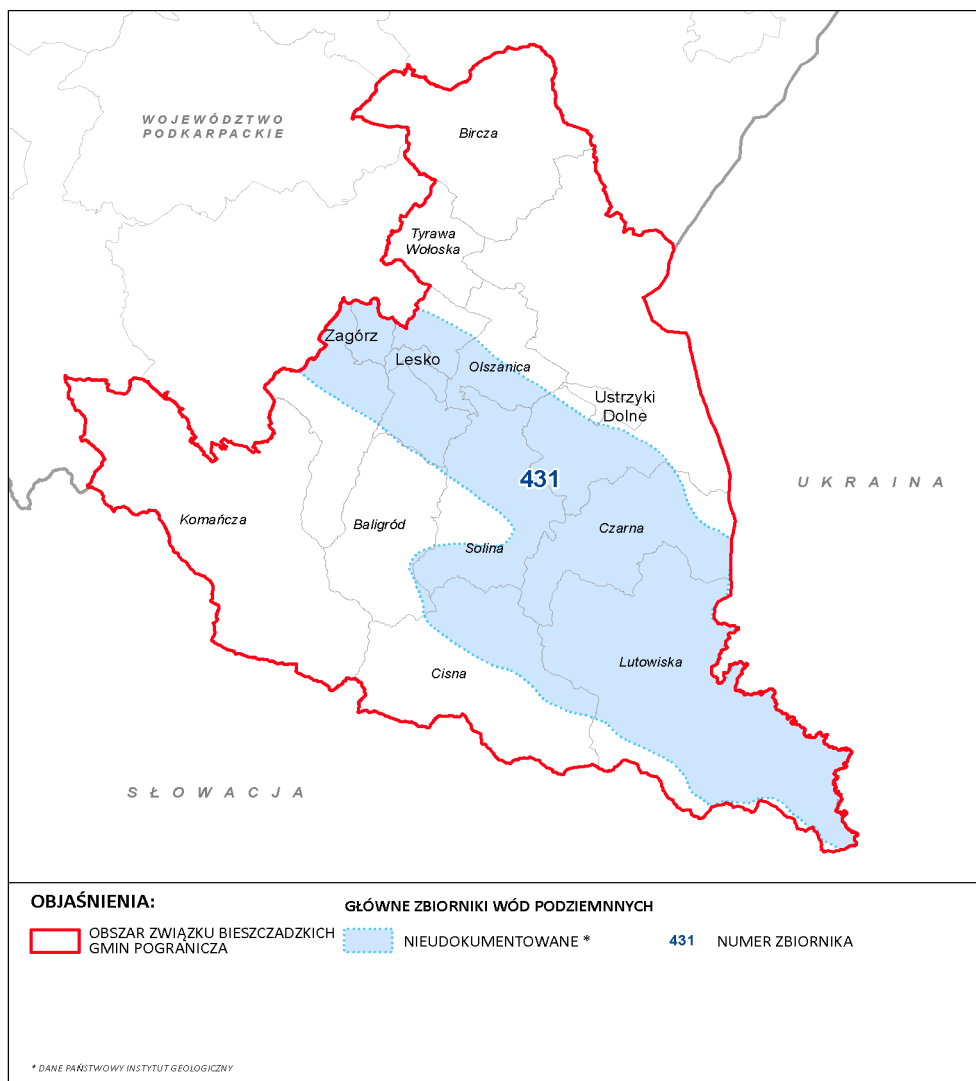 WOJEWÓDZTWO
PODKARPACKIE
Bircza
Tyrawa
Wołoska
Zagórz
Lesko
Olszanica
Ustrzyki
Dolne
431
UKRAINA
Komańcza
Baligród
Czarna
Solina
Lutowiska
Cisna
SŁOWACJA
OBJAŚNIENIA:
OBSZAR ZWIĄZKU BIESZCZADZKICH
GMIN POGRANICZA
GŁÓWNE ZBIORNIKI WÓD PODZIEMNNYCH
NIEUDOKUMENTOWANE *
431 NUMER ZBIORNIKA
* DANE PAŃSTWOWY INSTYTUT GEOLOGICZNY